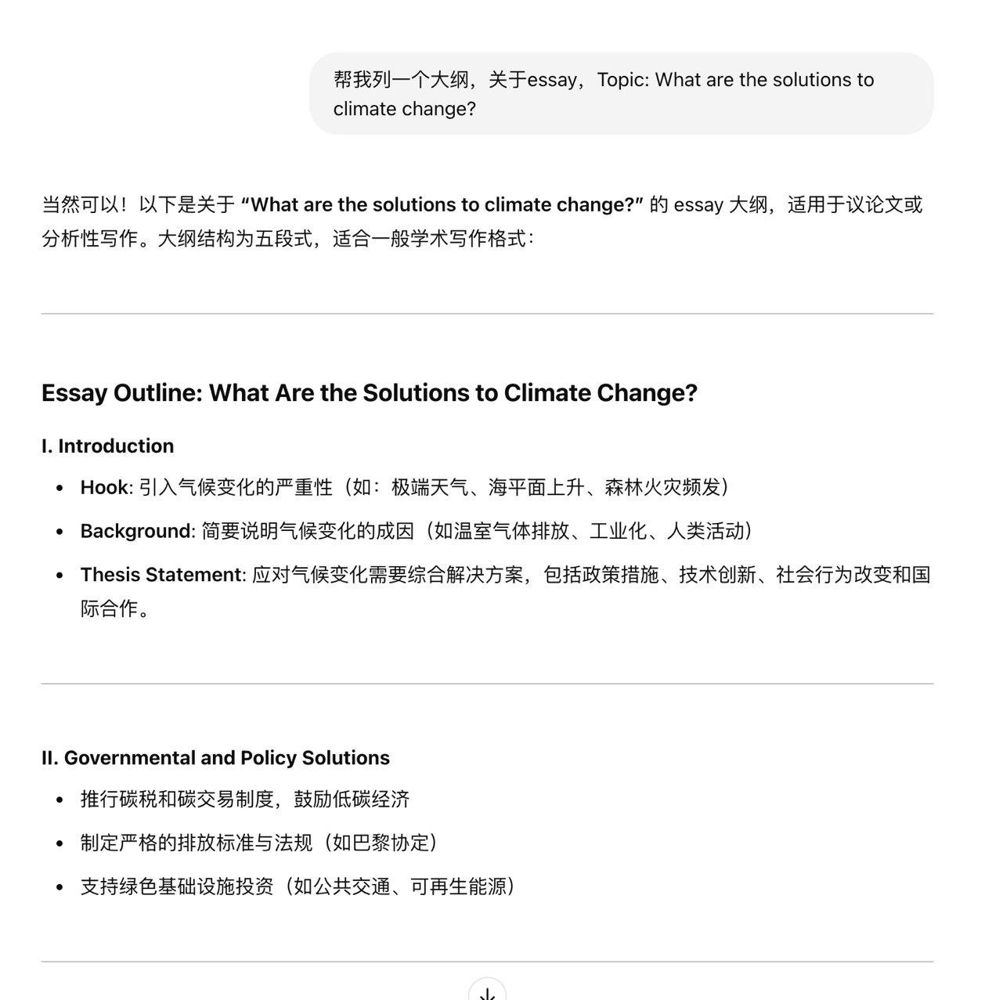 帮我列一个大纲，关于essay，Topic: What are the solutions to
climate change?
当然可以！以下是关于 “What are the solutions to climate change?” 的 essay 大纲，适用于议论文或
分析性写作。大纲结构为五段式，适合一般学术写作格式：
Essay Outline: What Are the Solutions to Climate Change?
I. Introduction
• Hook: 引入气候变化的严重性（如：极端天气、海平面上升、森林火灾频发）
• Background: 简要说明气候变化的成因（如温室气体排放、工业化、人类活动）
• Thesis Statement: 应对气候变化需要综合解决方案，包括政策措施、技术创新、社会行为改变和国
际合作。
II. Governmental and Policy Solutions
• 推行碳税和碳交易制度，鼓励低碳经济
• 制定严格的排放标准与法规（如巴黎协定）
• 支持绿色基础设施投资（如公共交通、可再生能源）